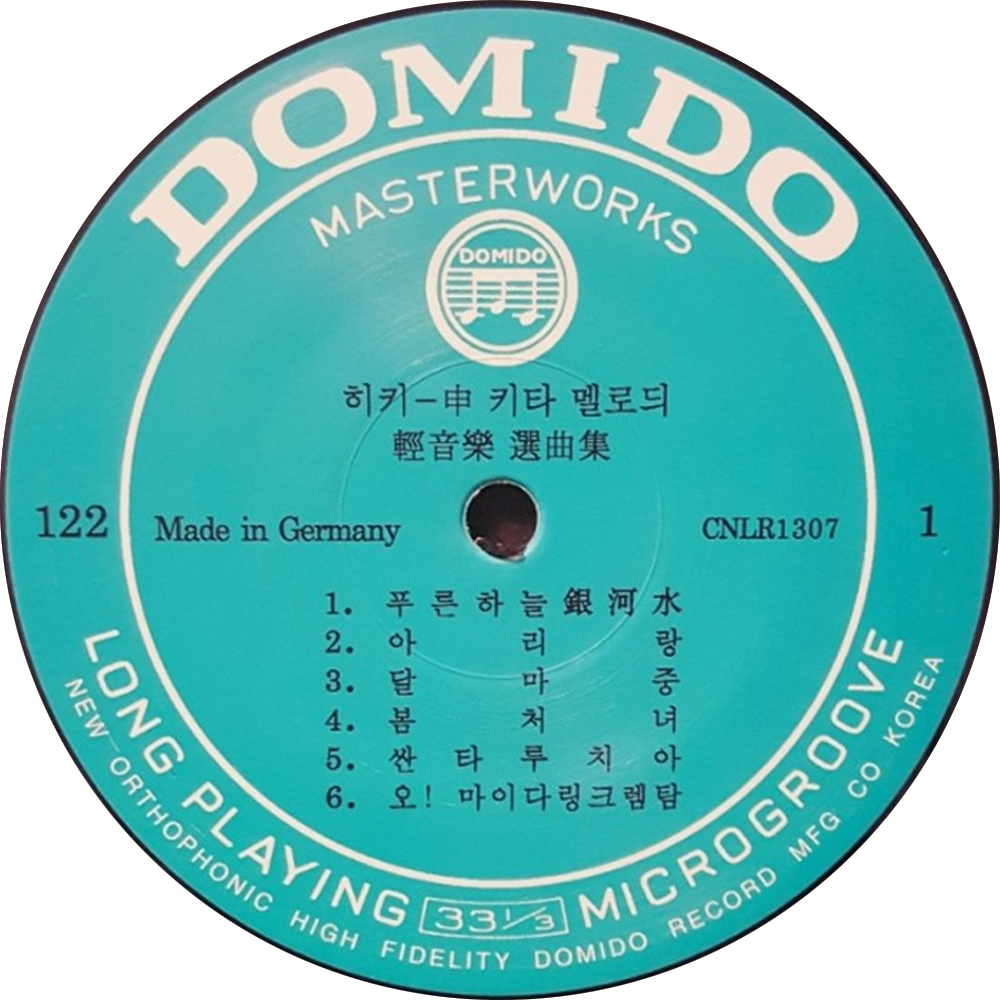 DOMIDO
MASTERWORKS
DOMIDO
히키-申 키타 멜로듸
輕音樂 選曲集
122 Made in Germany CNLR1307 1
1. 푸른하늘銀河水
2. 아리랑
3. 달마중
4. 봄처녀
5. 싼타루치아
6. 오! 마이다링크렘탐
LONG PLAYING 33⅓ MICROGROOVE
NEW-ORTHOPHONIC HIGH FIDELITY DOMIDO RECORD MFG CO KOREA